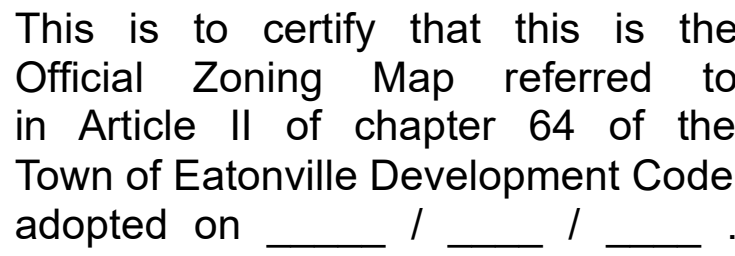 This is to certify that this is the
Official Zoning Map referred to
in Article II of chapter 64 of the
Town of Eatonville Development Code
adopted on _____ / ____ / ____ .